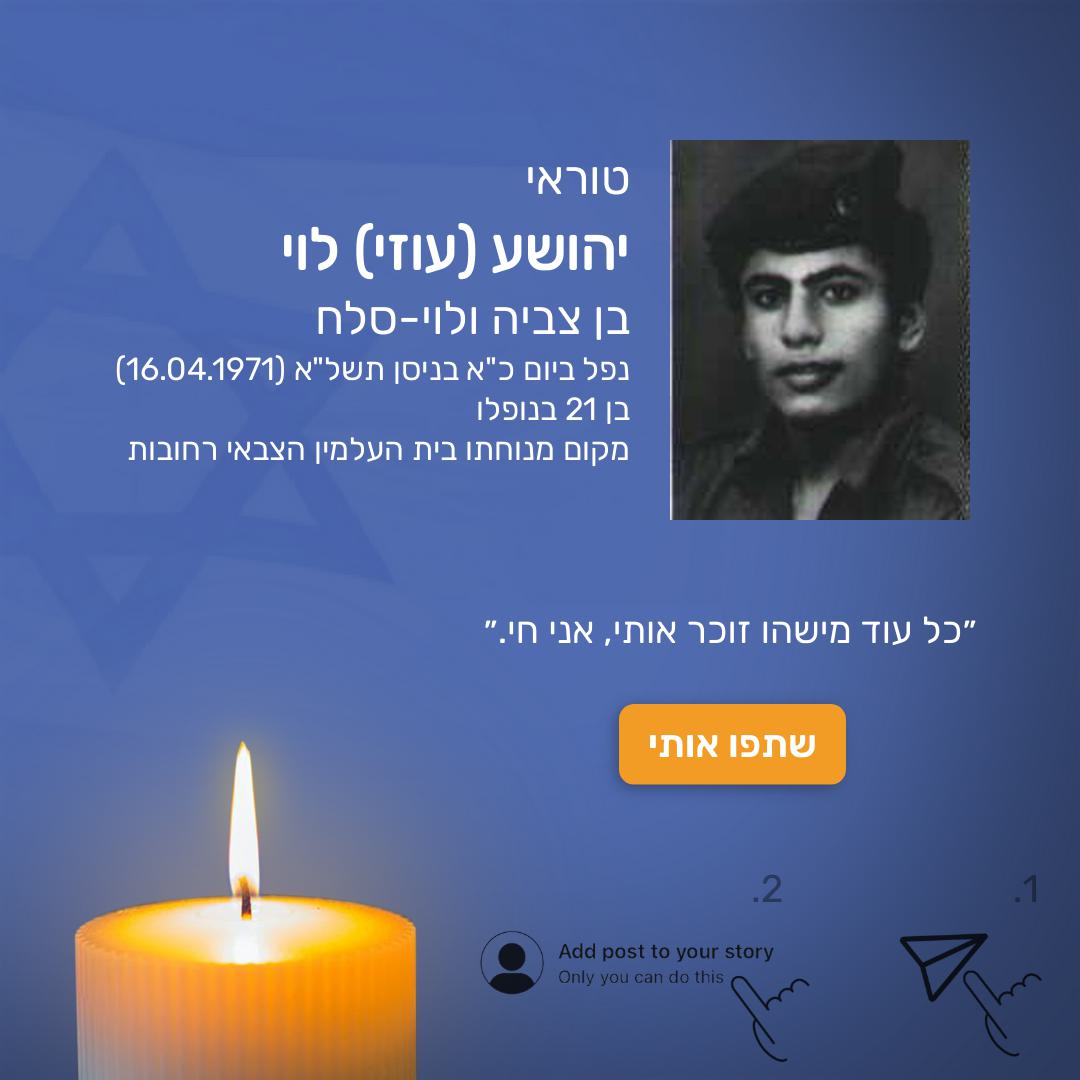 טוראי
יהושע (עוזי) לוי
בן צביה ולוי-סלח
נפל ביום כ"א בניסן תשל"א (16.04.1971)
בן 21 בנופלו
מקום מנוחתו בית העלמין הצבאי רחובות
"כל עוד מישהו זוכר אותי, אני חי."
שתפו אותי
1.
2.
Add post to your story
Only you can do this